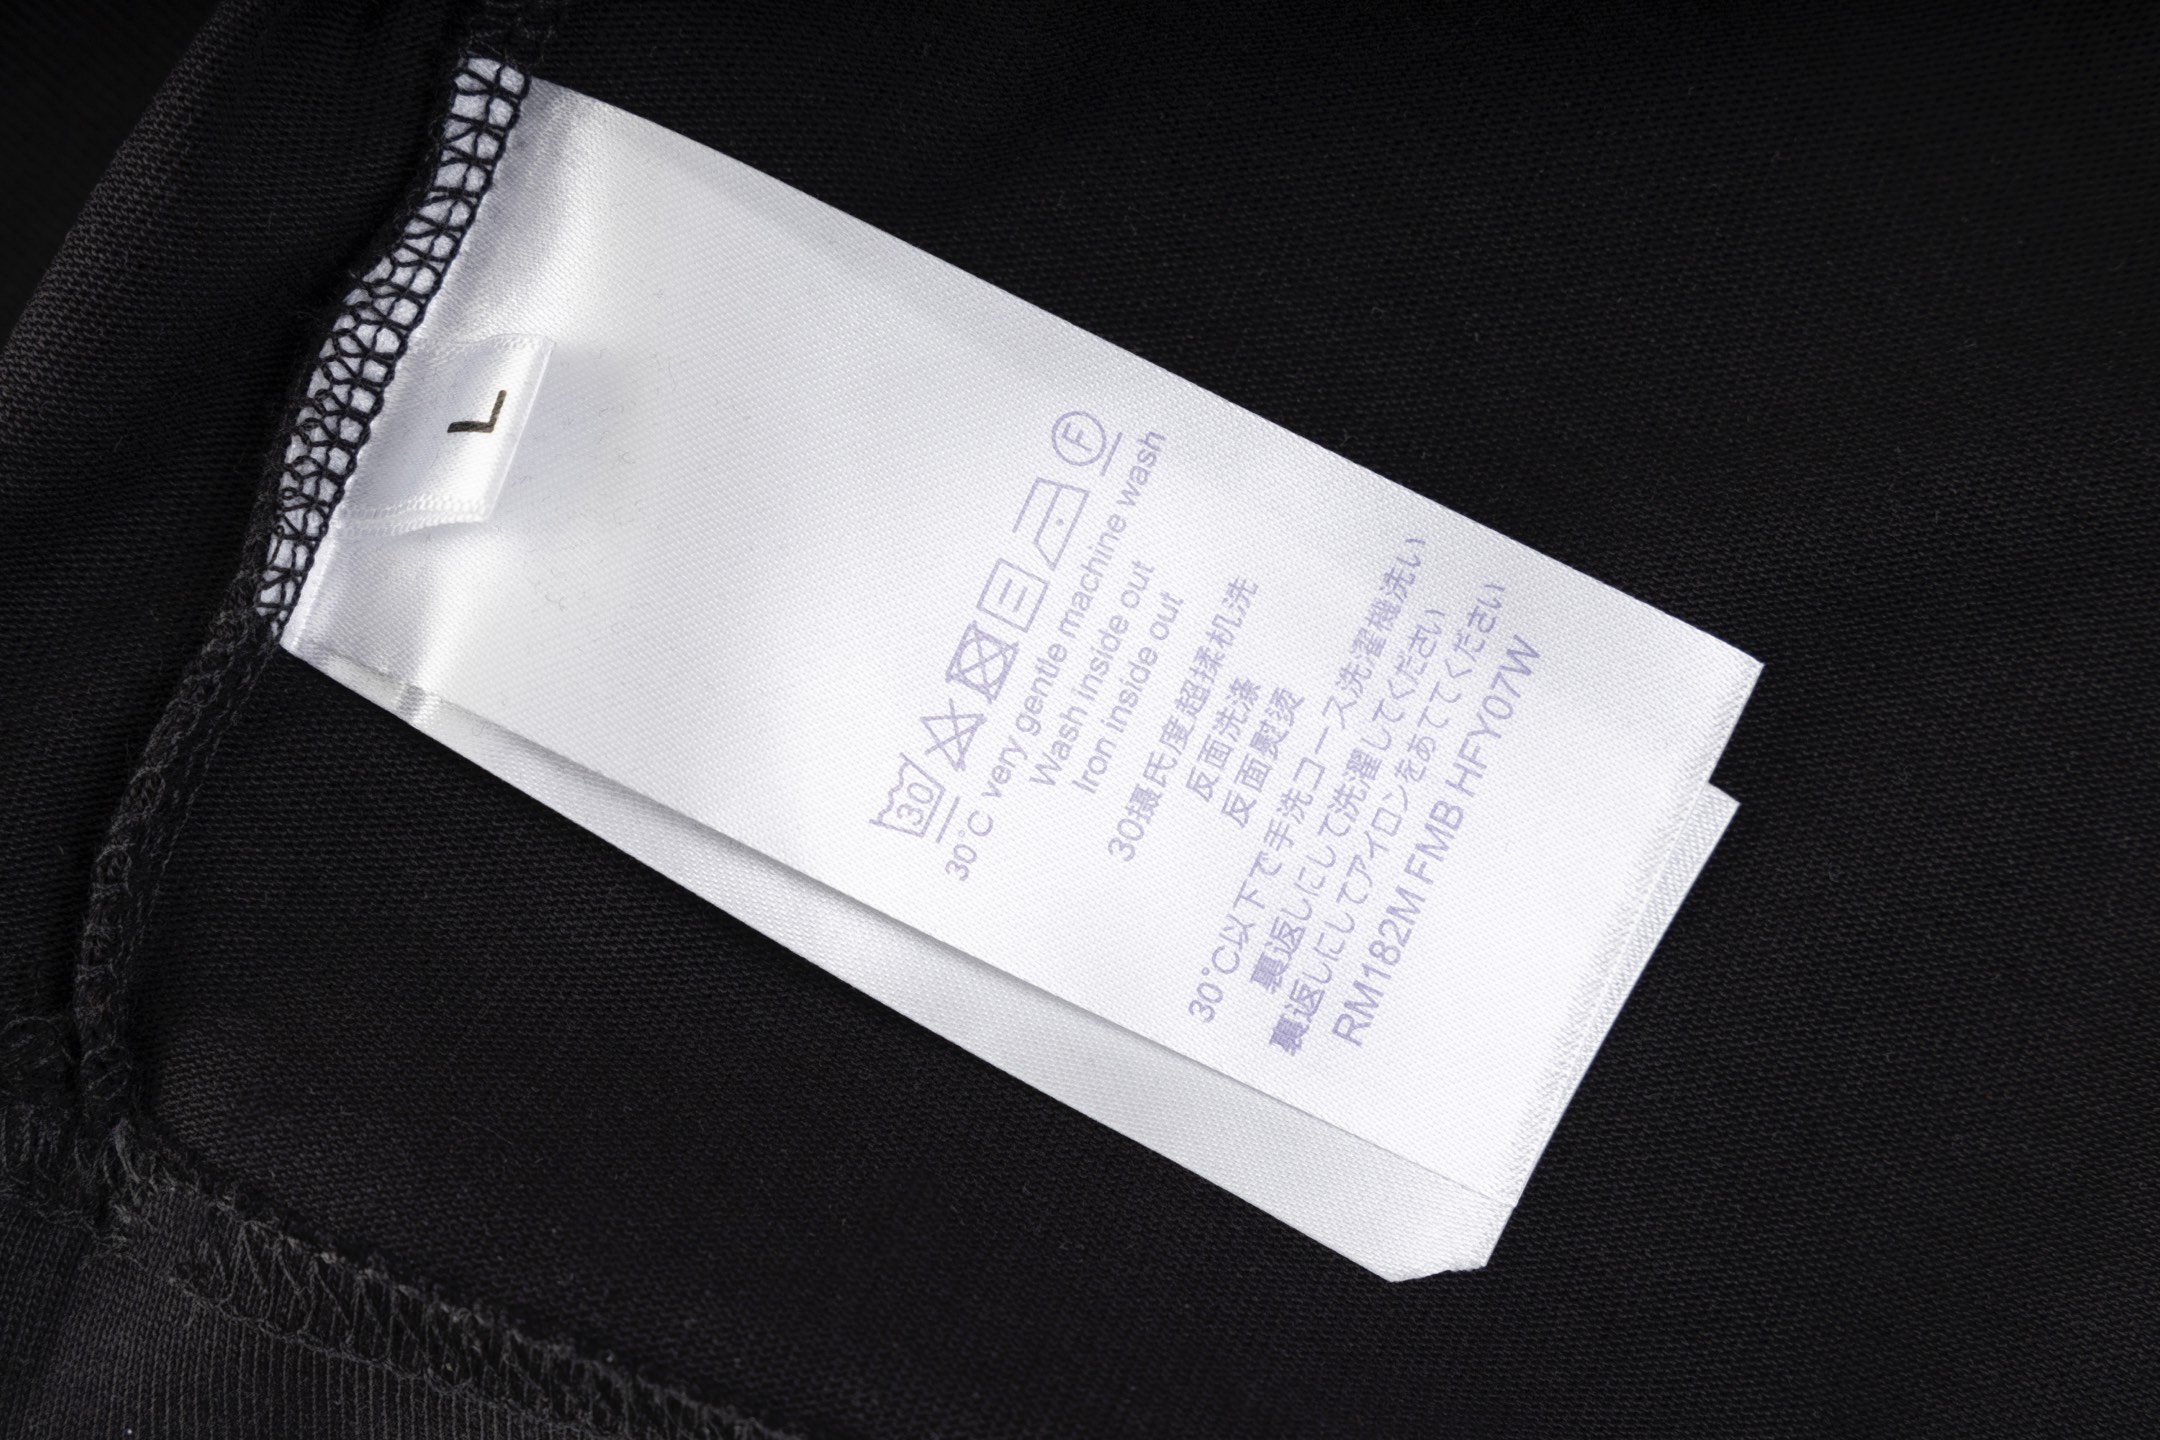 L
30
F
30°C very gentle machine wash
Wash inside out
Iron inside out
30摄氏度超揉机洗
反面洗涤
反面熨烫
30°C以下で手洗コース洗濯機洗い
裏返しにして洗濯してください
裏返しにしてアイロンをあててください
RM182M FMB HFY07W